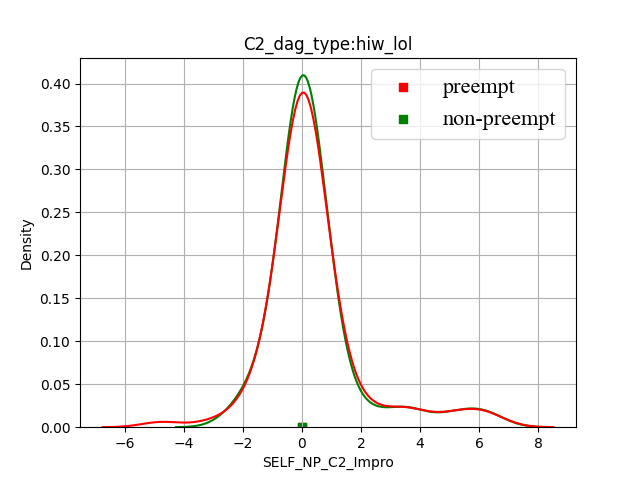 C2_dag_type:hiw_lol
preempt
non-preempt
Density
0.40
0.35
0.30
0.25
0.20
0.15
0.10
0.05
0.00
−6 −4 −2 0 2 4 6 8
SELF_NP_C2_Impro